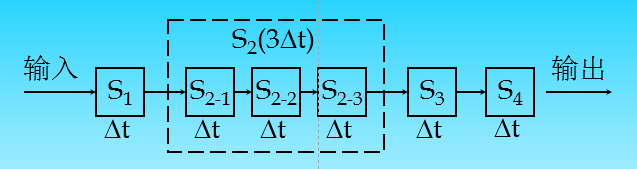 S₂(3Δt)
输入 S₁ S₂₋₁ S₂₋₂ S₂₋₃ S₃ S₄ 输出
Δt Δt Δt Δt Δt Δt